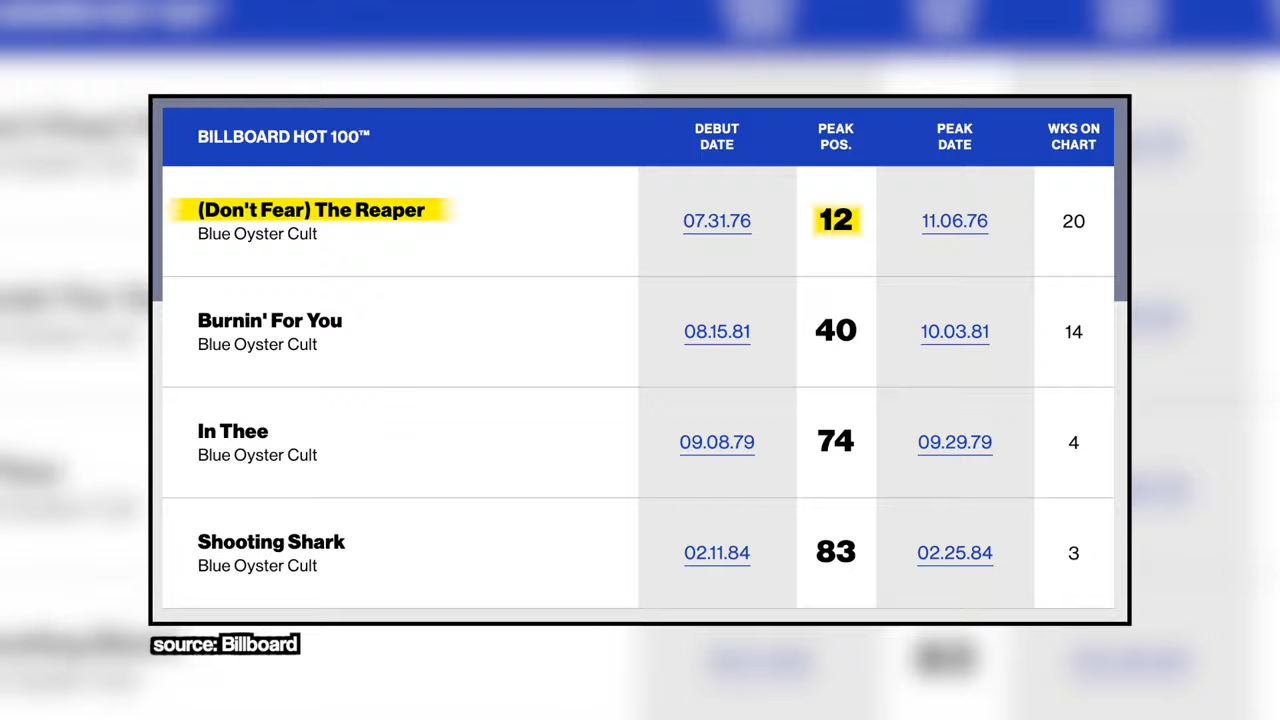 BILLBOARD HOT 100™ DEBUT DATE PEAK POS. PEAK DATE WKS ON CHART
(Don't Fear) The Reaper 07.31.76 12 11.06.76 20
Blue Oyster Cult
Burnin' For You 08.15.81 40 10.03.81 14
Blue Oyster Cult
In Thee 09.08.79 74 09.29.79 4
Blue Oyster Cult
Shooting Shark 02.11.84 83 02.25.84 3
Blue Oyster Cult
source: Billboard